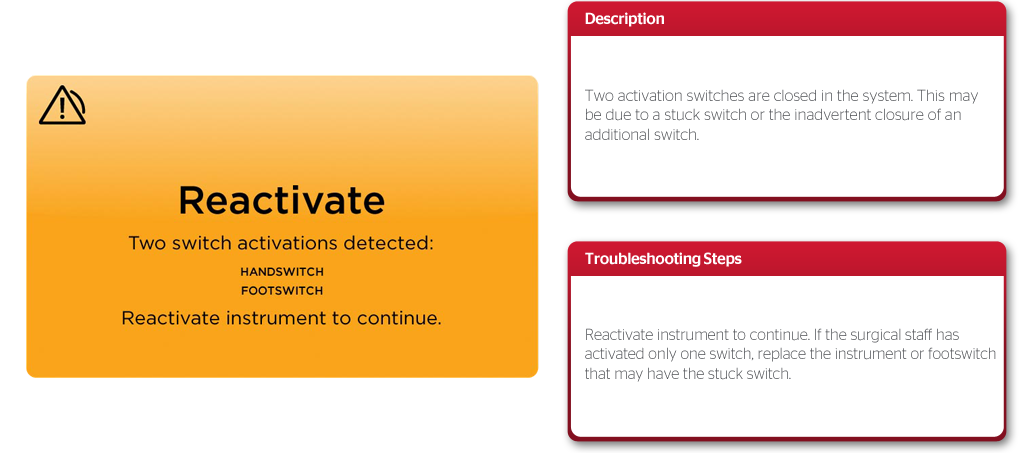 Reactivate
Two switch activations detected:
HANDSWITCH
FOOTSWITCH
Reactivate instrument to continue.
Description
Two activation switches are closed in the system. This may
be due to a stuck switch or the inadvertent closure of an
additional switch.
Troubleshooting Steps
Reactivate instrument to continue. If the surgical staff has
activated only one switch, replace the instrument or footswitch
that may have the stuck switch.